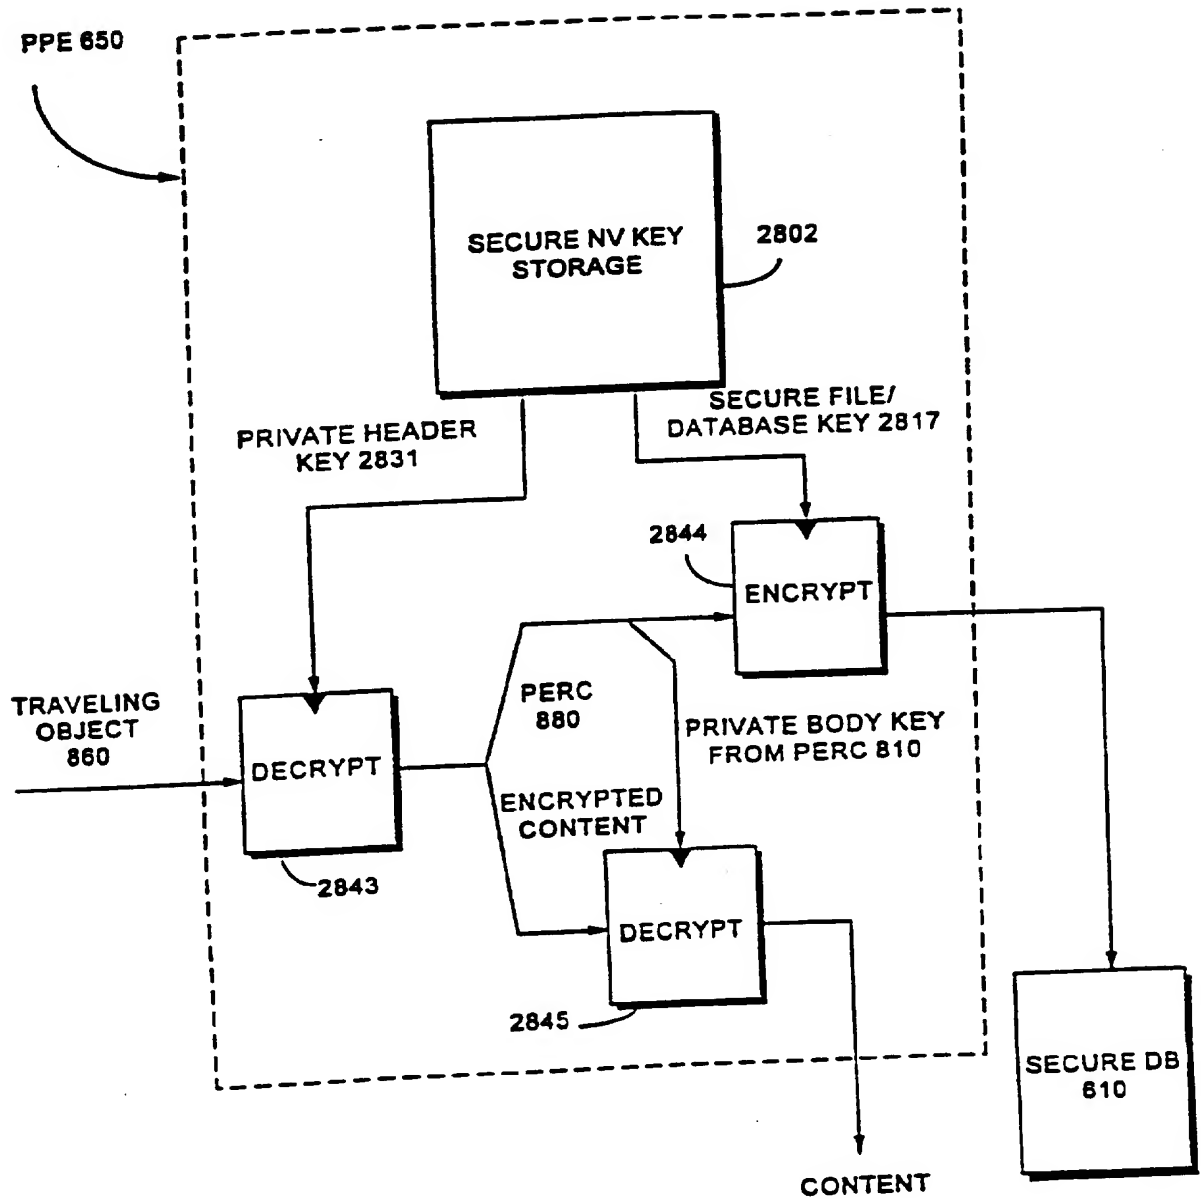 PPE 650
SECURE NV KEY
STORAGE
2802
SECURE FILE/
DATABASE KEY 2817
PRIVATE HEADER
KEY 2831
2844
ENCRYPT
TRAVELING
OBJECT
860
DECRYPT
PERC
880
PRIVATE BODY KEY
FROM PERC 810
ENCRYPTED
CONTENT
2843
DECRYPT
2845
SECURE DB
610
CONTENT